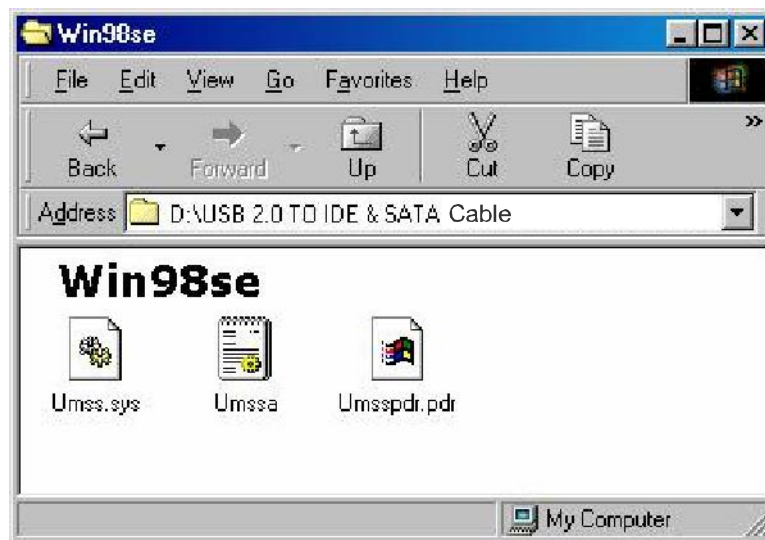 Win98se
File Edit View Go Favorites Help
Back Forward Up Cut Copy »
Address D:\USB 2.0 TO IDE & SATA Cable
Win98se
Umss.sys Umssa Umsspdr.pdr
My Computer